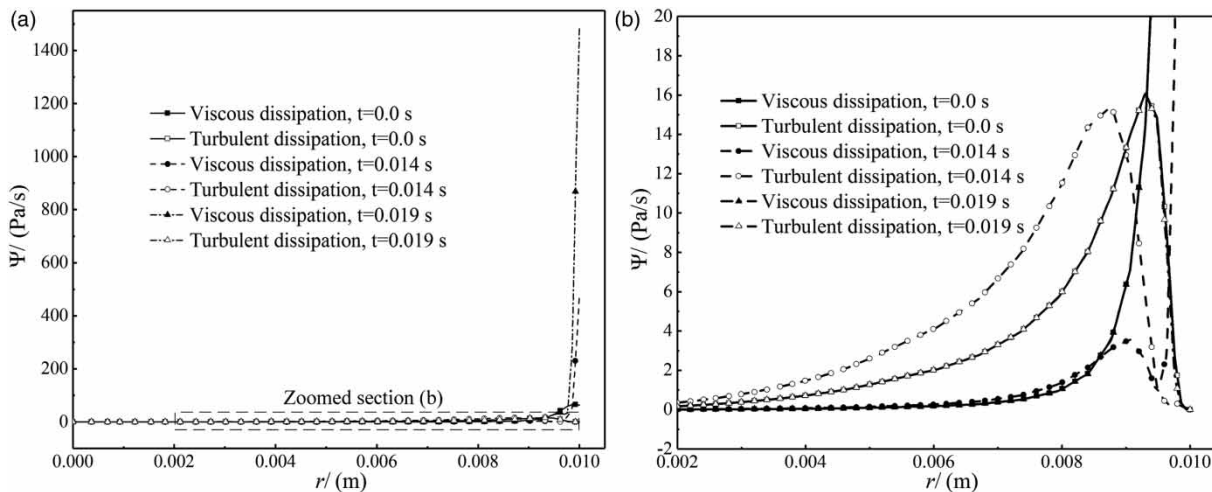 (a)
1400
1200
1000
800
600
400
200
0
Ψ/ (Pa/s)
Viscous dissipation, t=0.0 s
Turbulent dissipation, t=0.0 s
Viscous dissipation, t=0.014 s
Turbulent dissipation, t=0.014 s
Viscous dissipation, t=0.019 s
Turbulent dissipation, t=0.019 s
Zoomed section (b)
0.000 0.002 0.004 0.006 0.008 0.010
r/ (m)
(b)
20
18
16
14
12
10
8
6
4
2
0
-2
Ψ/ (Pa/s)
Viscous dissipation, t=0.0 s
Turbulent dissipation, t=0.0 s
Viscous dissipation, t=0.014 s
Turbulent dissipation, t=0.014 s
Viscous dissipation, t=0.019 s
Turbulent dissipation, t=0.019 s
0.002 0.004 0.006 0.008 0.010
r/ (m)